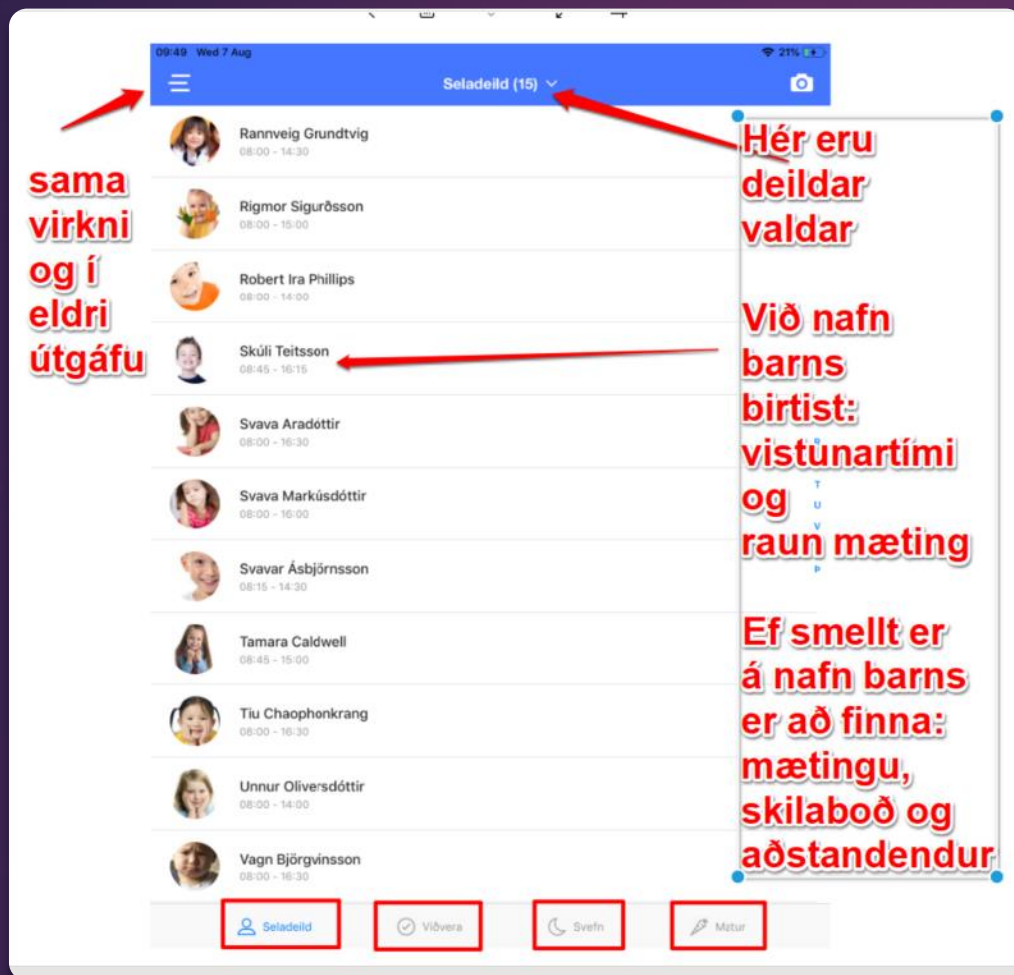 09:49 Wed 7 Aug
21%
Seladeild (15)
Rannveig Grundtvig
08:00 - 14:30
Rigmor Sigurðsson
08:00 - 15:00
Robert Ira Phillips
08:00 - 14:00
Skúli Teitsson
08:45 - 16:15
Svava Aradóttir
08:00 - 16:30
Svava Markúsdóttir
08:00 - 16:00
Svavar Ásbjörnsson
08:15 - 14:30
Tamara Caldwell
08:45 - 15:00
Tiu Chaophonkrang
08:00 - 16:30
Unnur Oliversdóttir
08:00 - 14:00
Vagn Björgvinsson
08:00 - 16:30
Seladeild
Viðvera
Svefn
Matur
sama
virkni
og í
eldri
útgáfu
Hér eru
deildar
valdar
Við nafn
barns
birtist:
vistunartími
og
raun mæting
Ef smellt er
á nafn barns
er að finna:
mætingu,
skilaboð og
aðstandendur
T
U
V
Þ